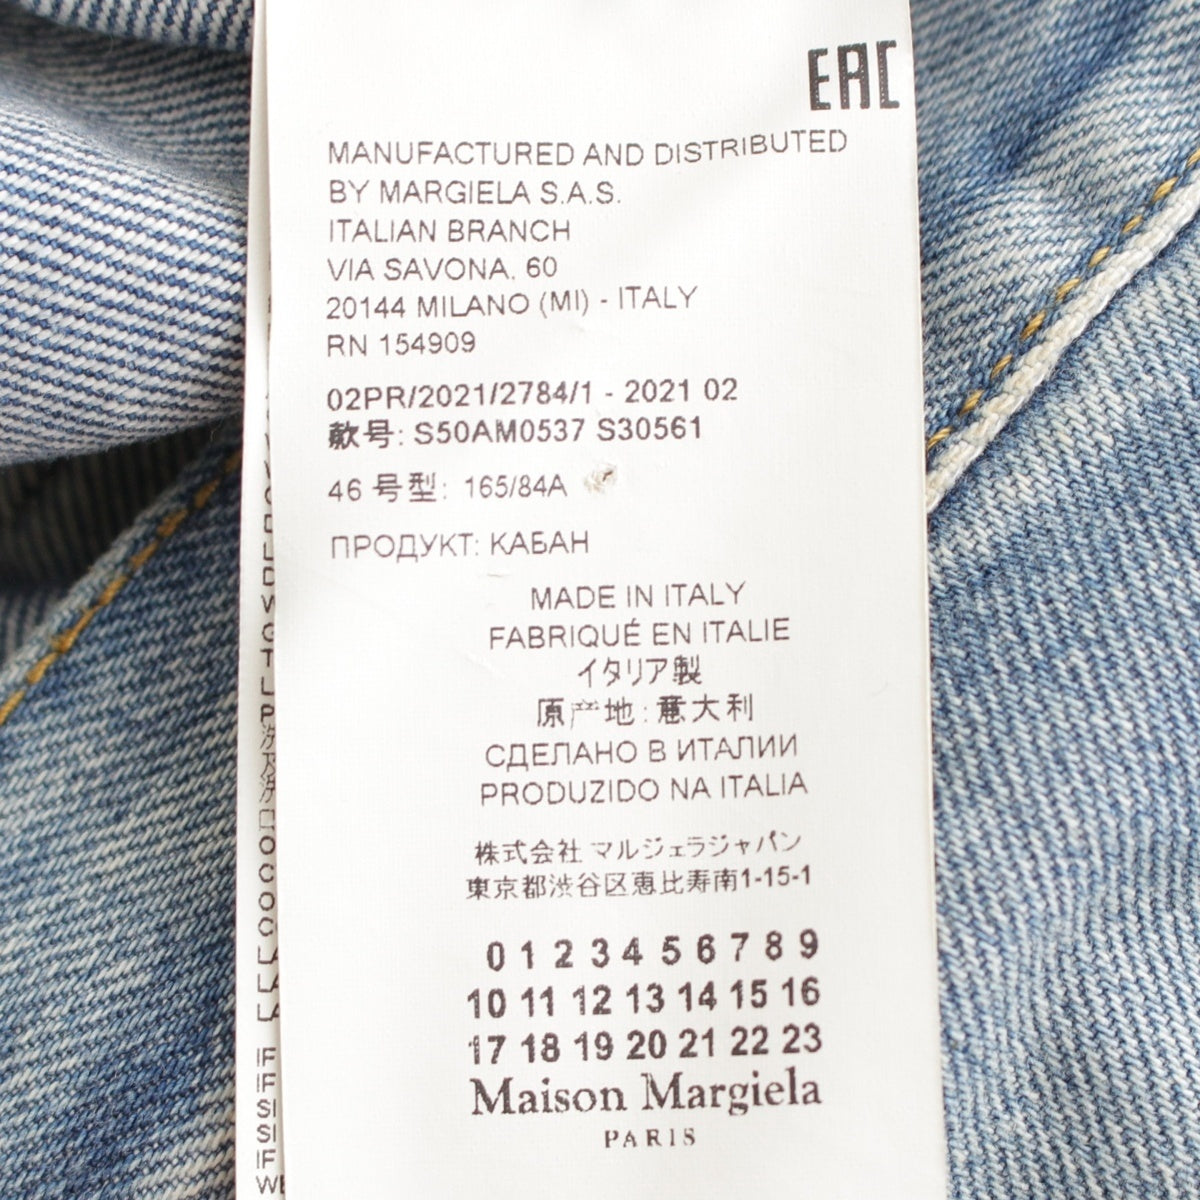 EAC
MANUFACTURED AND DISTRIBUTED
BY MARGIELA S.A.S.
ITALIAN BRANCH
VIA SAVONA, 60
20144 MILANO (MI) - ITALY
RN 154909
02PR/2021/2784/1 - 2021 02
款号: S50AM0537 S30561
46 号型: 165/84A
ПРОДУКТ: КАБАН
MADE IN ITALY
FABRIQUÉ EN ITALIE
イタリア製
原产地: 意大利
СДЕЛАНО В ИТАЛИИ
PRODUZIDO NA ITALIA
株式会社 マルジェラジャパン
東京都渋谷区恵比寿南1-15-1
0 1 2 3 4 5 6 7 8 9
10 11 12 13 14 15 16
17 18 19 20 21 22 23
Maison Margiela
PARIS